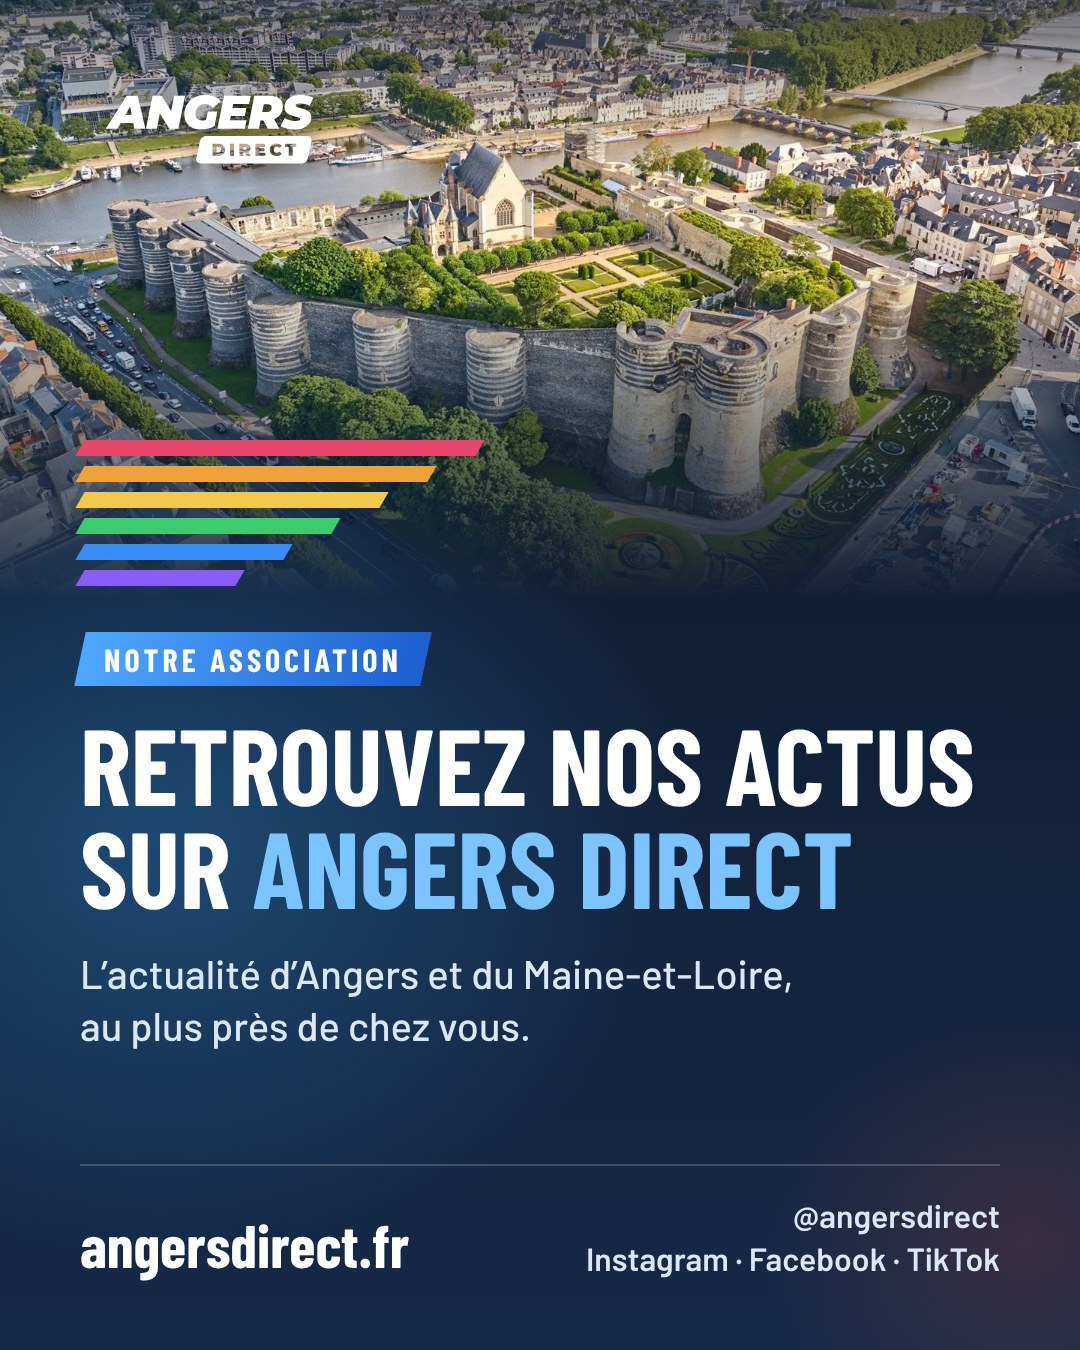 ANGERS
DIRECT
NOTRE ASSOCIATION
RETROUVEZ NOS ACTUS
SUR ANGERS DIRECT
L’actualité d’Angers et du Maine-et-Loire,
au plus près de chez vous.
angersdirect.fr
@angersdirect
Instagram · Facebook · TikTok